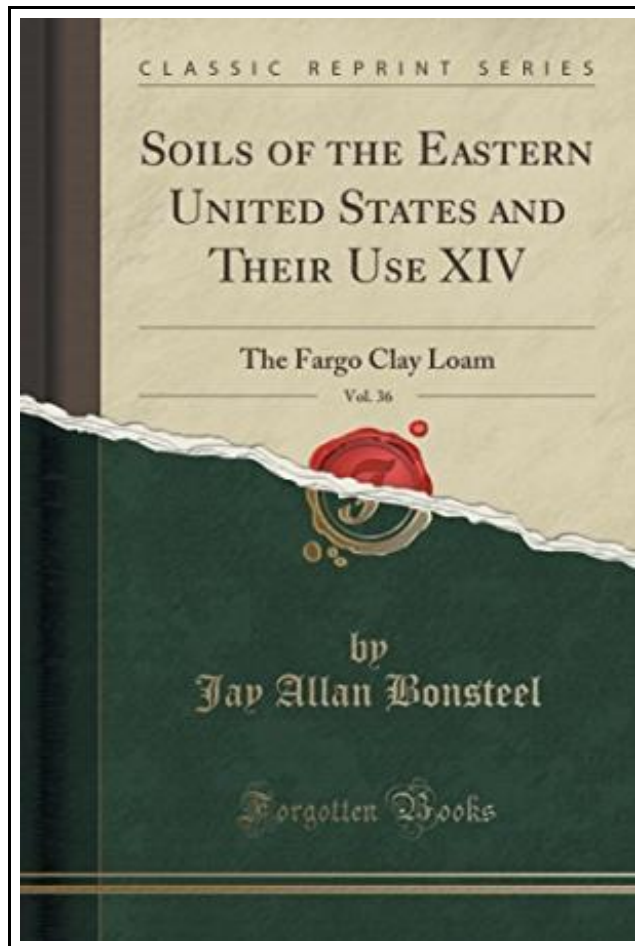 CLASSIC REPRINT SERIES
SOILS OF THE EASTERN
UNITED STATES AND
THEIR USE XIV
The Fargo Clay Loam
Vol. 36
by
Jay Allan Bonsteel
Forgotten Books